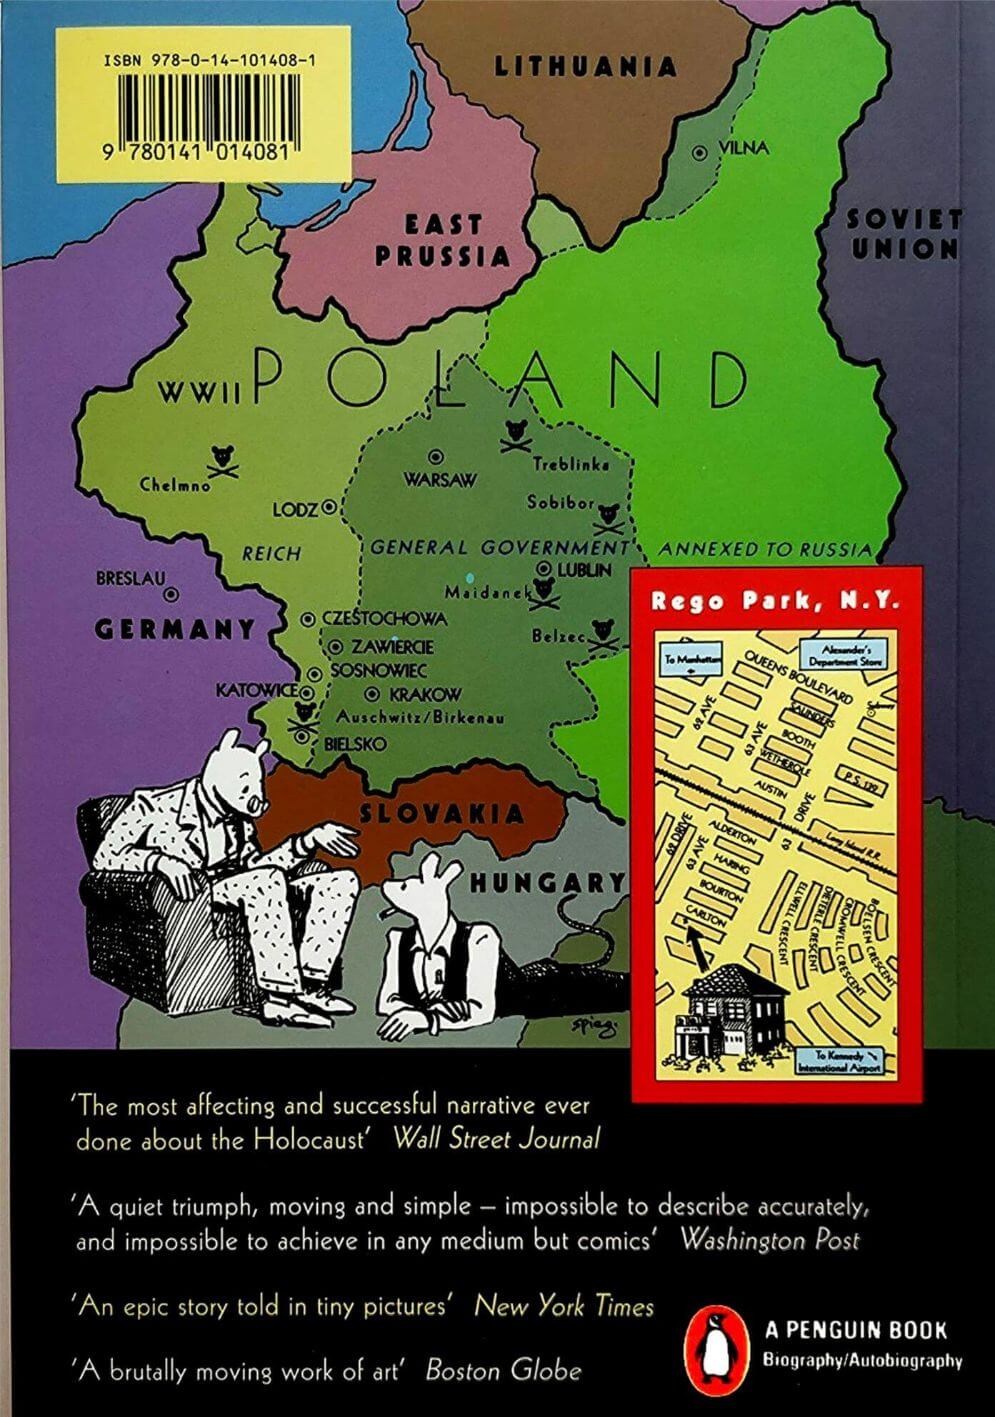 ISBN 978-0-14-101408-1
9 780141 014081
LITHUANIA
VILNA
EAST
PRUSSIA
SOVIET
UNION
WWII POLAND
Chelmno
Treblinka
WARSAW
LODZ
Sobibor
REICH
GENERAL GOVERNMENT
ANNEXED TO RUSSIA
LUBLIN
BRESLAU
Maidanek
GERMANY
CZESTOCHOWA
Belzec
ZAWIERCIE
SOSNOWIEC
KATOWICE
KRAKOW
Auschwitz/Birkenau
BIELSKO
SLOVAKIA
HUNGARY
spieg.
Rego Park, N.Y.
To Manhattan
Alexander's
Department Store
QUEENS BOULEVARD
Subway
62 AVE
63 AVE
SAUNDERS
BOOTH
WETHEROLE
AUSTIN
P.S. 139
63 DRIVE
Long Island R.R.
62 DRIVE
63 AVE
ALDERTON
HARING
BOURTON
CARLTON
ELLWELL CRESCENT
DIETERLE CRESCENT
CROMWELL CRESCENT
BOELSEN CRESCENT
To Kennedy
International Airport
'The most affecting and successful narrative ever
done about the Holocaust' Wall Street Journal
'A quiet triumph, moving and simple – impossible to describe accurately,
and impossible to achieve in any medium but comics' Washington Post
'An epic story told in tiny pictures' New York Times
'A brutally moving work of art' Boston Globe
A PENGUIN BOOK
Biography/Autobiography